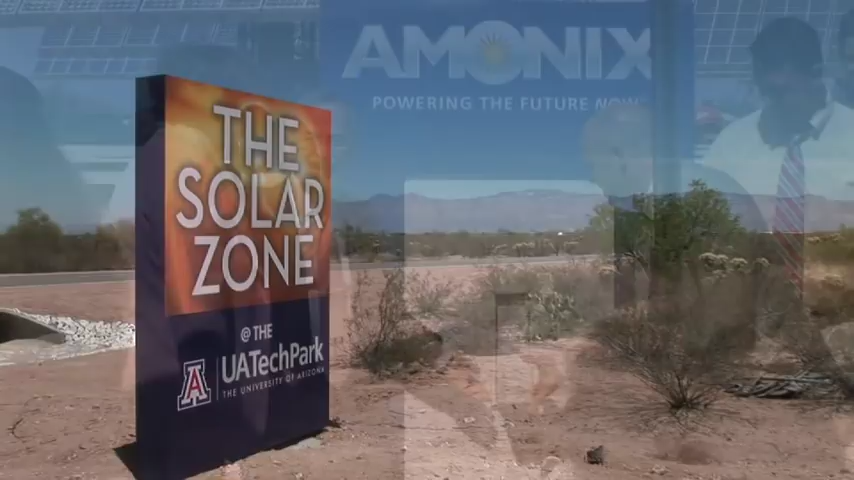 AMONIX
POWERING THE FUTURE NOW
THE
SOLAR
ZONE
@ THE
UATechPark
A
THE UNIVERSITY OF ARIZONA